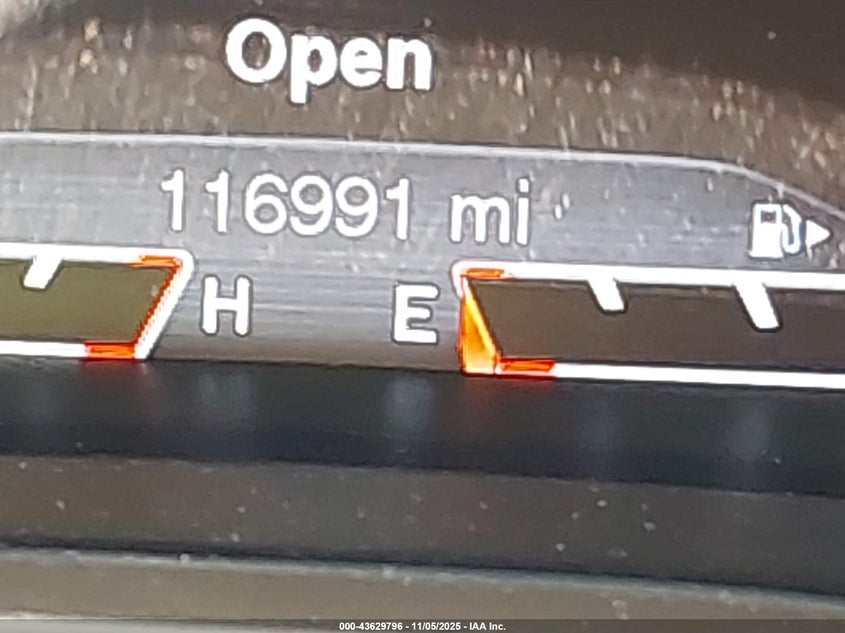 Open
116991 mi
H E
000-43629796 - 11/05/2025 - IAA Inc.